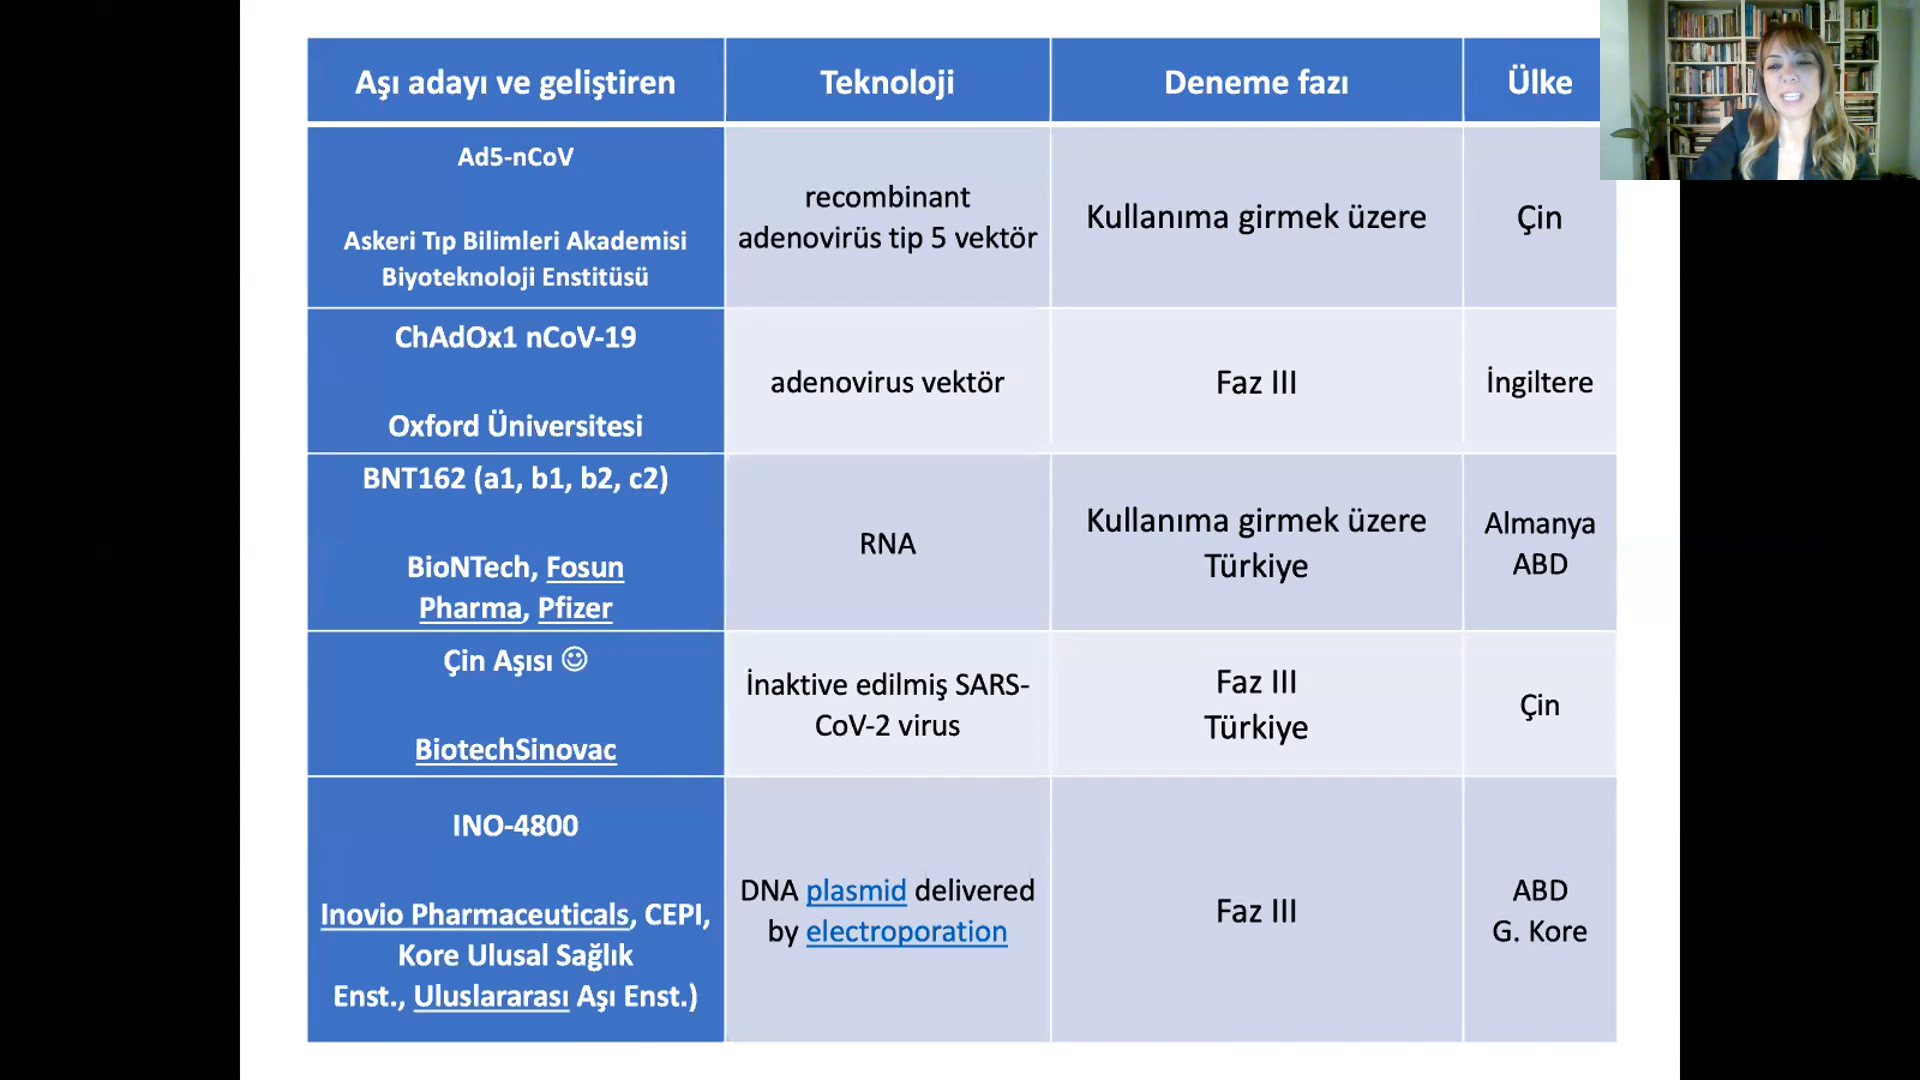 Aşı adayı ve geliştiren
Teknoloji
Deneme fazı
Ülke
Ad5-nCoV
Askeri Tıp Bilimleri Akademisi
Biyoteknoloji Enstitüsü
recombinant
adenovirüs tip 5 vektör
Kullanıma girmek üzere
Çin
ChAdOx1 nCoV-19
Oxford Üniversitesi
adenovirus vektör
Faz III
İngiltere
BNT162 (a1, b1, b2, c2)
BioNTech, Fosun
Pharma, Pfizer
RNA
Kullanıma girmek üzere
Türkiye
Almanya
ABD
Çin Aşısı ☺
BiotechSinovac
İnaktive edilmiş SARS-
CoV-2 virus
Faz III
Türkiye
Çin
INO-4800
Inovio Pharmaceuticals, CEPI,
Kore Ulusal Sağlık
Enst., Uluslararası Aşı Enst.)
DNA plasmid delivered
by electroporation
Faz III
ABD
G. Kore